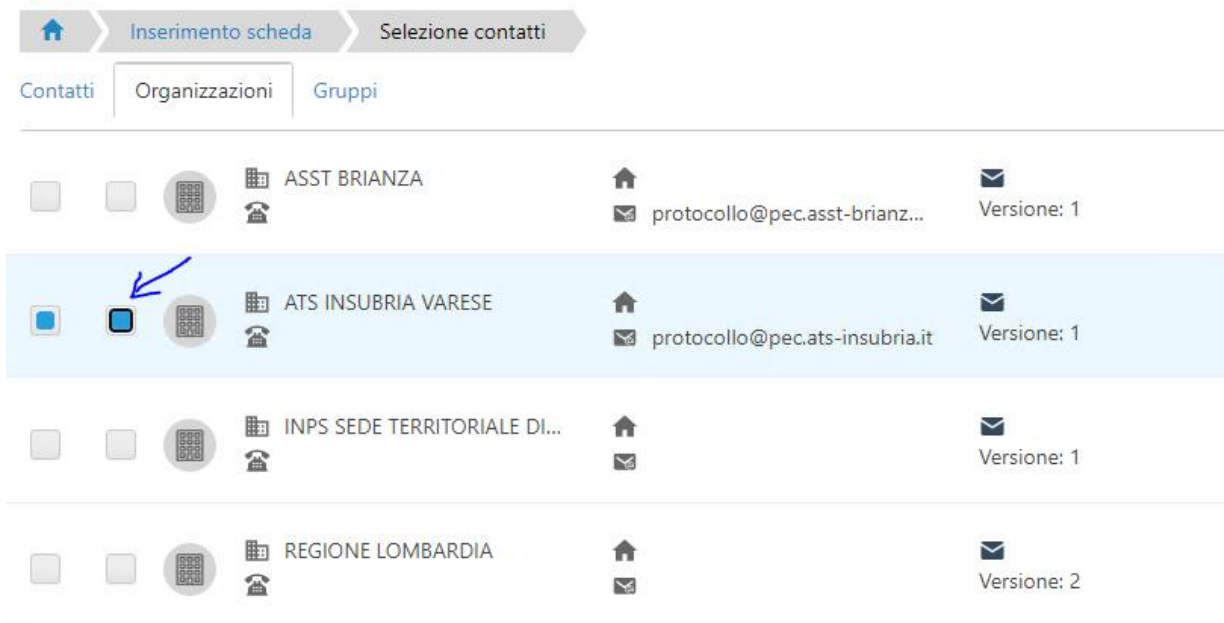 Inserimento scheda Selezione contatti
Contatti Organizzazioni Gruppi
ASST BRIANZA
protocollo@pec.asst-brianz... Versione: 1
ATS INSUBRIA VARESE
protocollo@pec.ats-insubria.it Versione: 1
INPS SEDE TERRITORIALE DI...
Versione: 1
REGIONE LOMBARDIA
Versione: 2